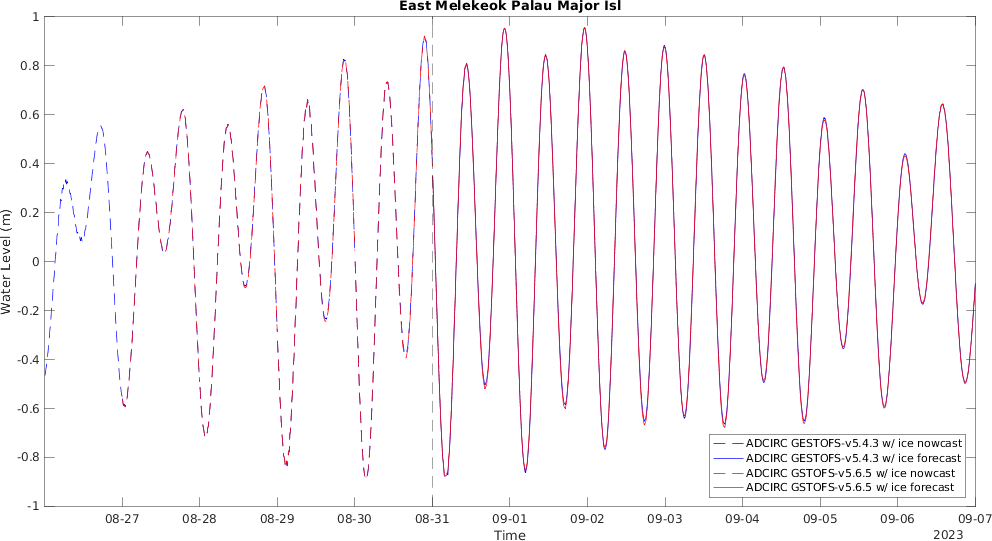 East Melekeok Palau Major Isl
1
0.8
0.6
0.4
0.2
0
-0.2
-0.4
-0.6
-0.8
-1
Water Level (m)
ADCIRC GESTOFS-v5.4.3 w/ ice nowcast
ADCIRC GESTOFS-v5.4.3 w/ ice forecast
ADCIRC GSTOFS-v5.6.5 w/ ice nowcast
ADCIRC GSTOFS-v5.6.5 w/ ice forecast
08-27 08-28 08-29 08-30 08-31 09-01 09-02 09-03 09-04 09-05 09-06 09-07
Time
2023